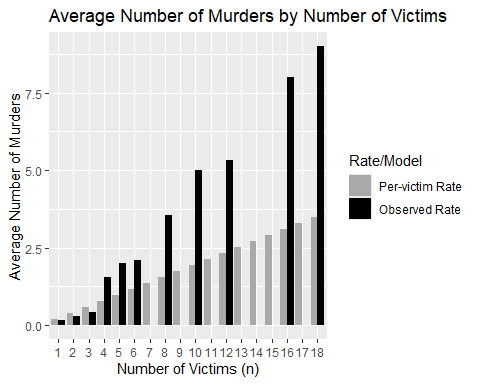 Average Number of Murders by Number of Victims
Average Number of Murders
7.5
5.0
2.5
0.0
1 2 3 4 5 6 7 8 9 10 11 12 13 14 15 16 17 18
Number of Victims (n)
Rate/Model
Per-victim Rate
Observed Rate